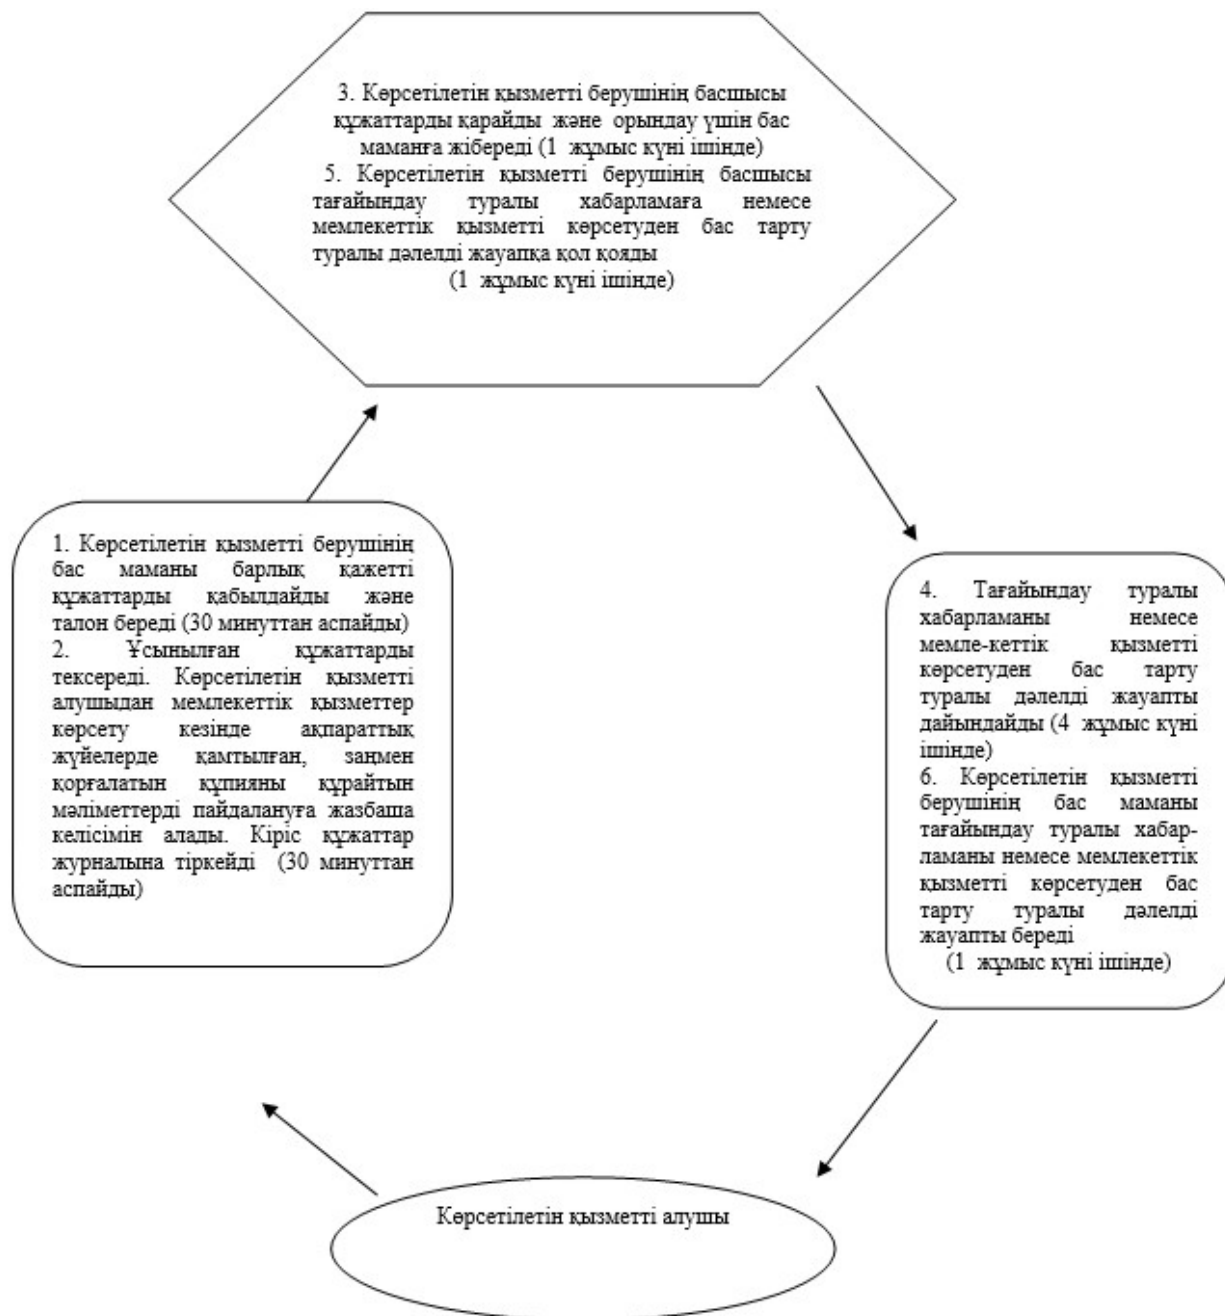 3. Көрсетілетін қызметті берушінің басшысы
құжаттарды қарайды және орындау үшін бас
маманға жібереді (1 жұмыс күні ішінде)
5. Көрсетілетін қызметті берушінің басшысы
тағайындау туралы хабарламаға немесе
мемлекеттік қызметті көрсетуден бас тарту
туралы дәлелді жауапқа қол қояды
(1 жұмыс күні ішінде)
1. Көрсетілетін қызметті берушінің
бас маманы барлық қажетті
құжаттарды қабылдайды және
талон береді (30 минуттан аспайды)
2. Ұсынылған құжаттарды
тексереді. Көрсетілетін қызметті
алушыдан мемлекеттік қызметтер
көрсету кезінде ақпараттық
жүйелерде қамтылған, заңмен
қорғалатын құпияны құрайтын
мәліметтерді пайдалануға жазбаша
келісімін алады. Кіріс құжаттар
журналына тіркейді (30 минуттан
аспайды)
4. Тағайындау туралы
хабарламаны немесе
мемле-кеттік қызметті
көрсетуден бас тарту
туралы дәлелді жауапты
дайындайды (4 жұмыс күні
ішінде)
6. Көрсетілетін қызметті
берушінің бас маманы
тағайындау туралы хабар-
ламаны немесе мемлекеттік
қызметті көрсетуден бас
тарту туралы дәлелді
жауапты береді
(1 жұмыс күні ішінде)
Көрсетілетін қызметті алушы